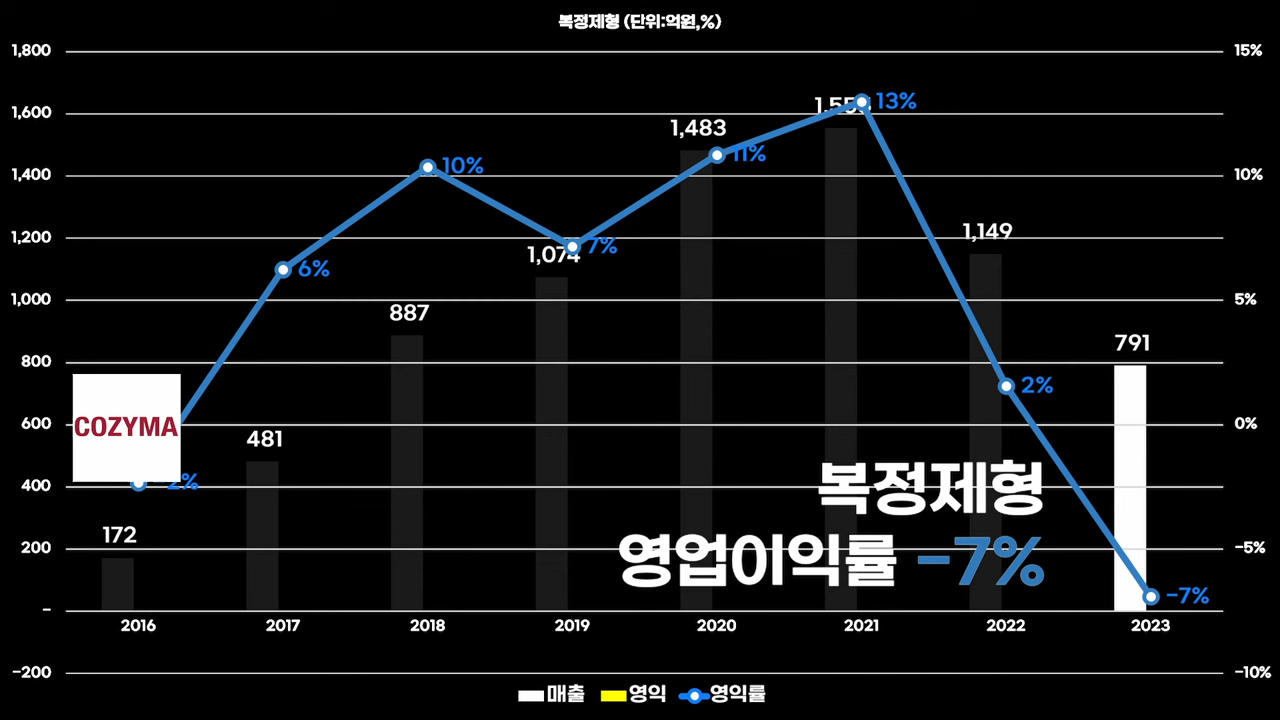 복정제형 (단위:억원,%)
1,800 15%
1,600 13%
1,483
11%
1,400 10% 10%
1,200 7% 1,149
1,074
6%
1,000 5%
887
800 791
2%
600 COZYMA 0%
481
400 2%
복정제형
172
200 -5%
영업이익률 -7%
-7%
-
2016 2017 2018 2019 2020 2021 2022 2023
-200 -10%
매출 영익 영익률